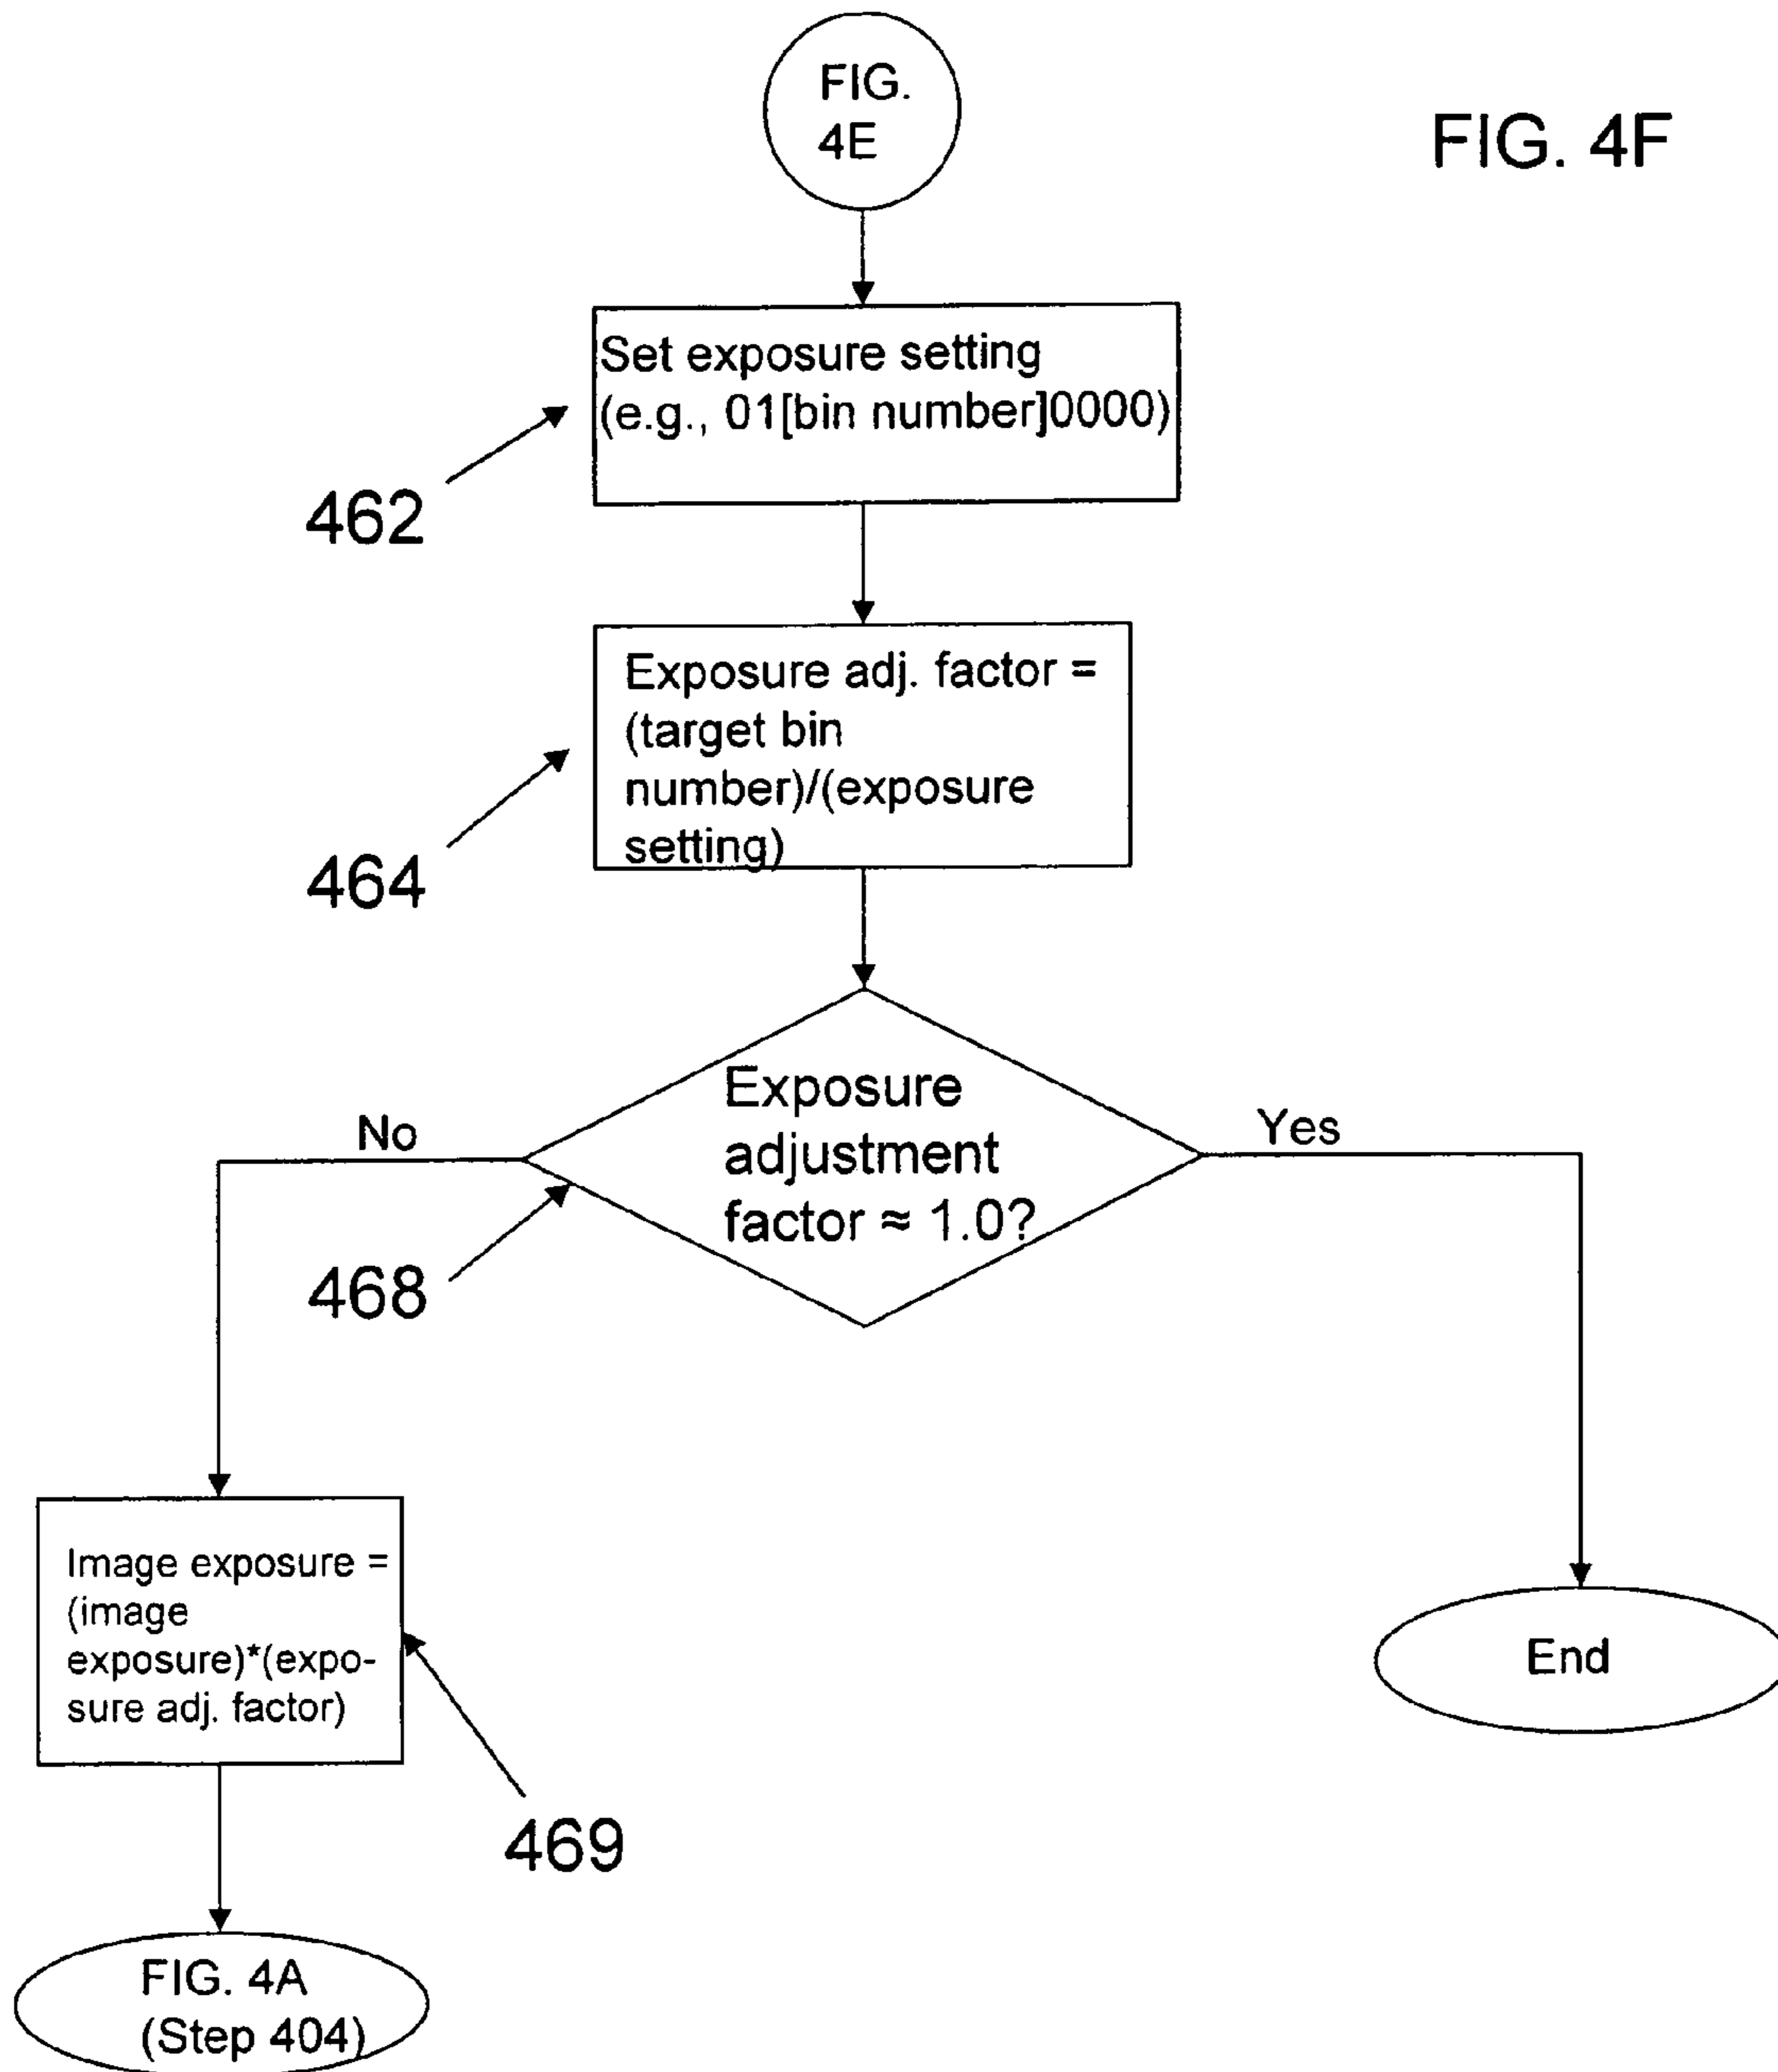 FIG.
4E
FIG. 4F
Set exposure setting
(e.g., 01[bin number]0000)
462
Exposure adj. factor =
(target bin
number)/(exposure
setting)
464
Exposure
adjustment
factor ≈ 1.0?
No
Yes
468
Image exposure =
(image
exposure)*(expo-
sure adj. factor)
469
End
FIG. 4A
(Step 404)